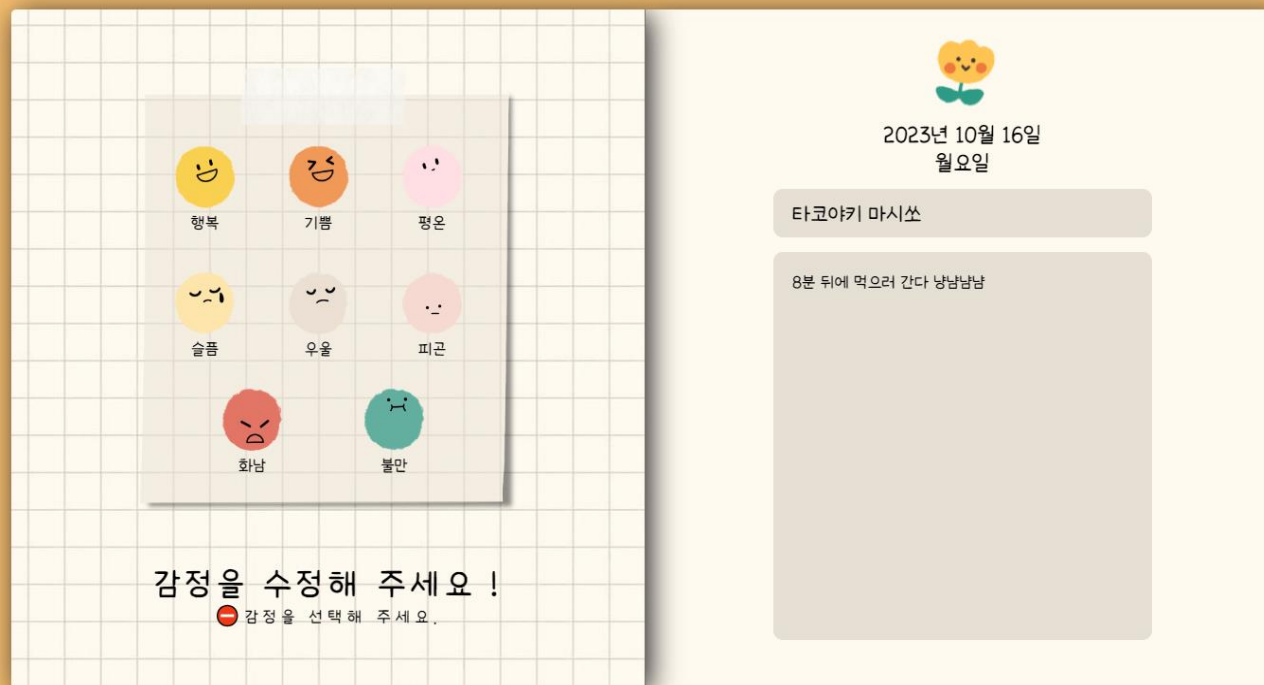 행복
기쁨
평온
슬픔
우울
피곤
화남
불만
감정을 수정해 주세요 !
감정을 선택해 주세요.
2023년 10월 16일
월요일
타코야키 마시쏘
8분 뒤에 먹으러 간다 냥냠냠냠